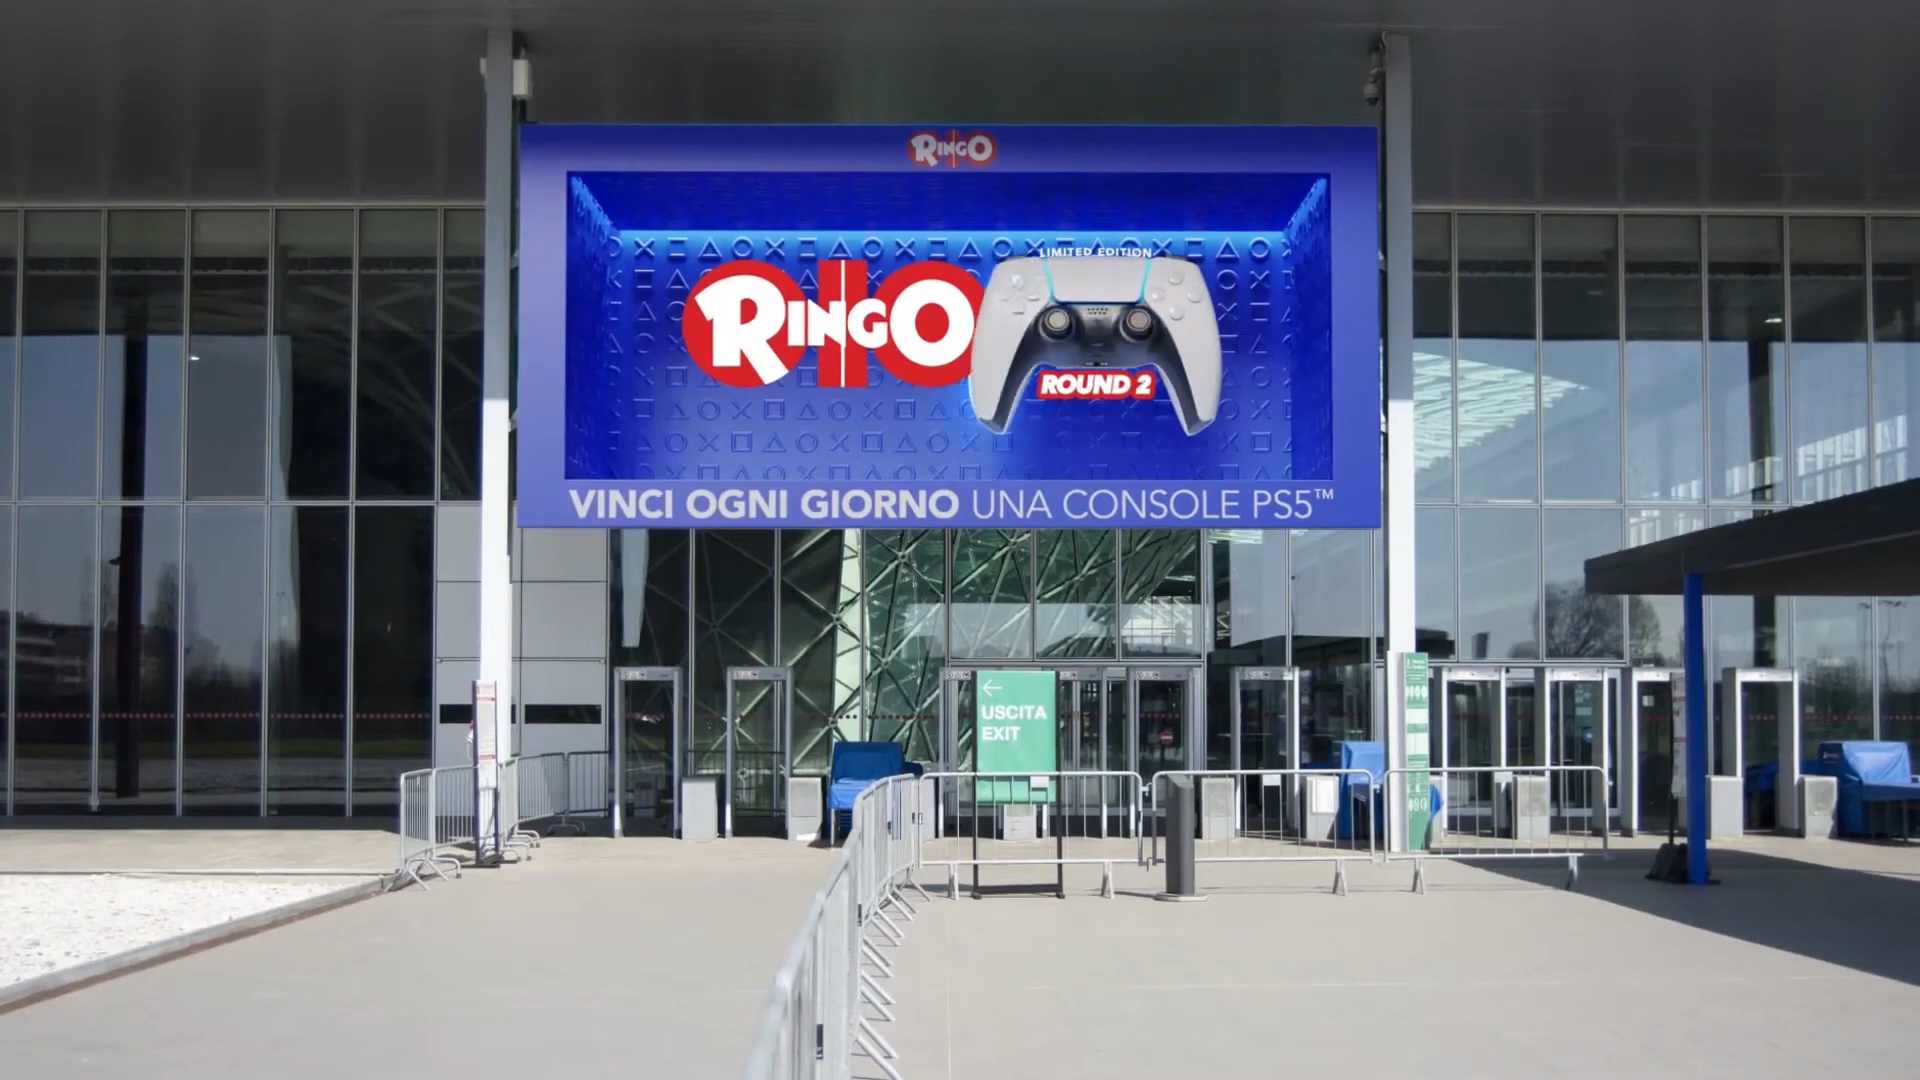 RINGO
LIMITED EDITION
RINGO
ROUND 2
VINCI OGNI GIORNO UNA CONSOLE PS5™
←
USCITA
EXIT